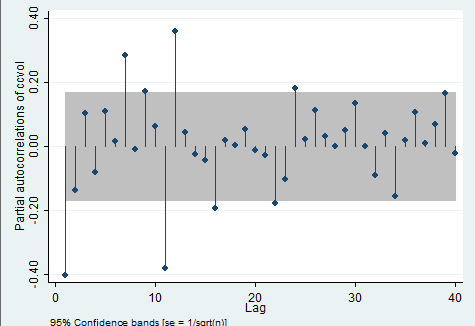 Partial autocorrelations of ccvol
0.40
0.20
0.00
-0.20
-0.40
0 10 20 30 40
Lag
95% Confidence bands [se = 1/sqrt(n)]